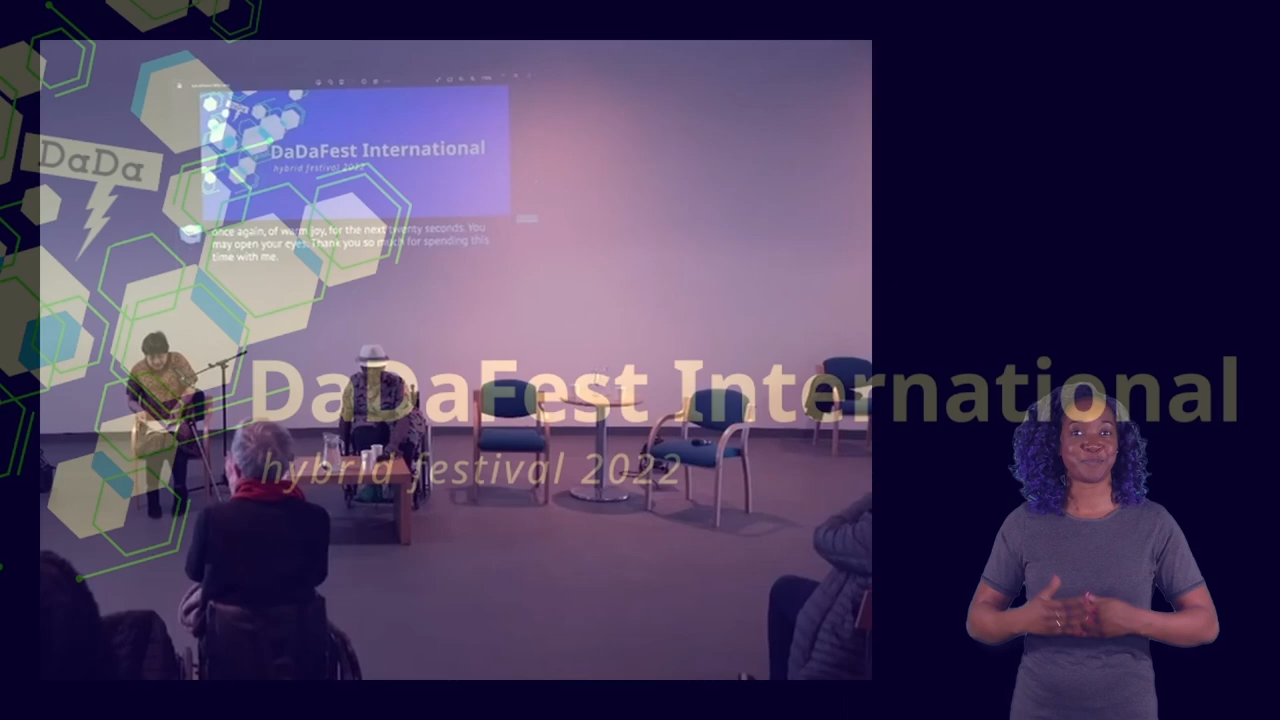 DaDaFest International
hybrid festival 2022
DaDa
once again, of warm joy, for the next twenty seconds. You
may open your eyes. Thank you so much for spending this
time with me.
DaDaFest International
hybrid festival 2022